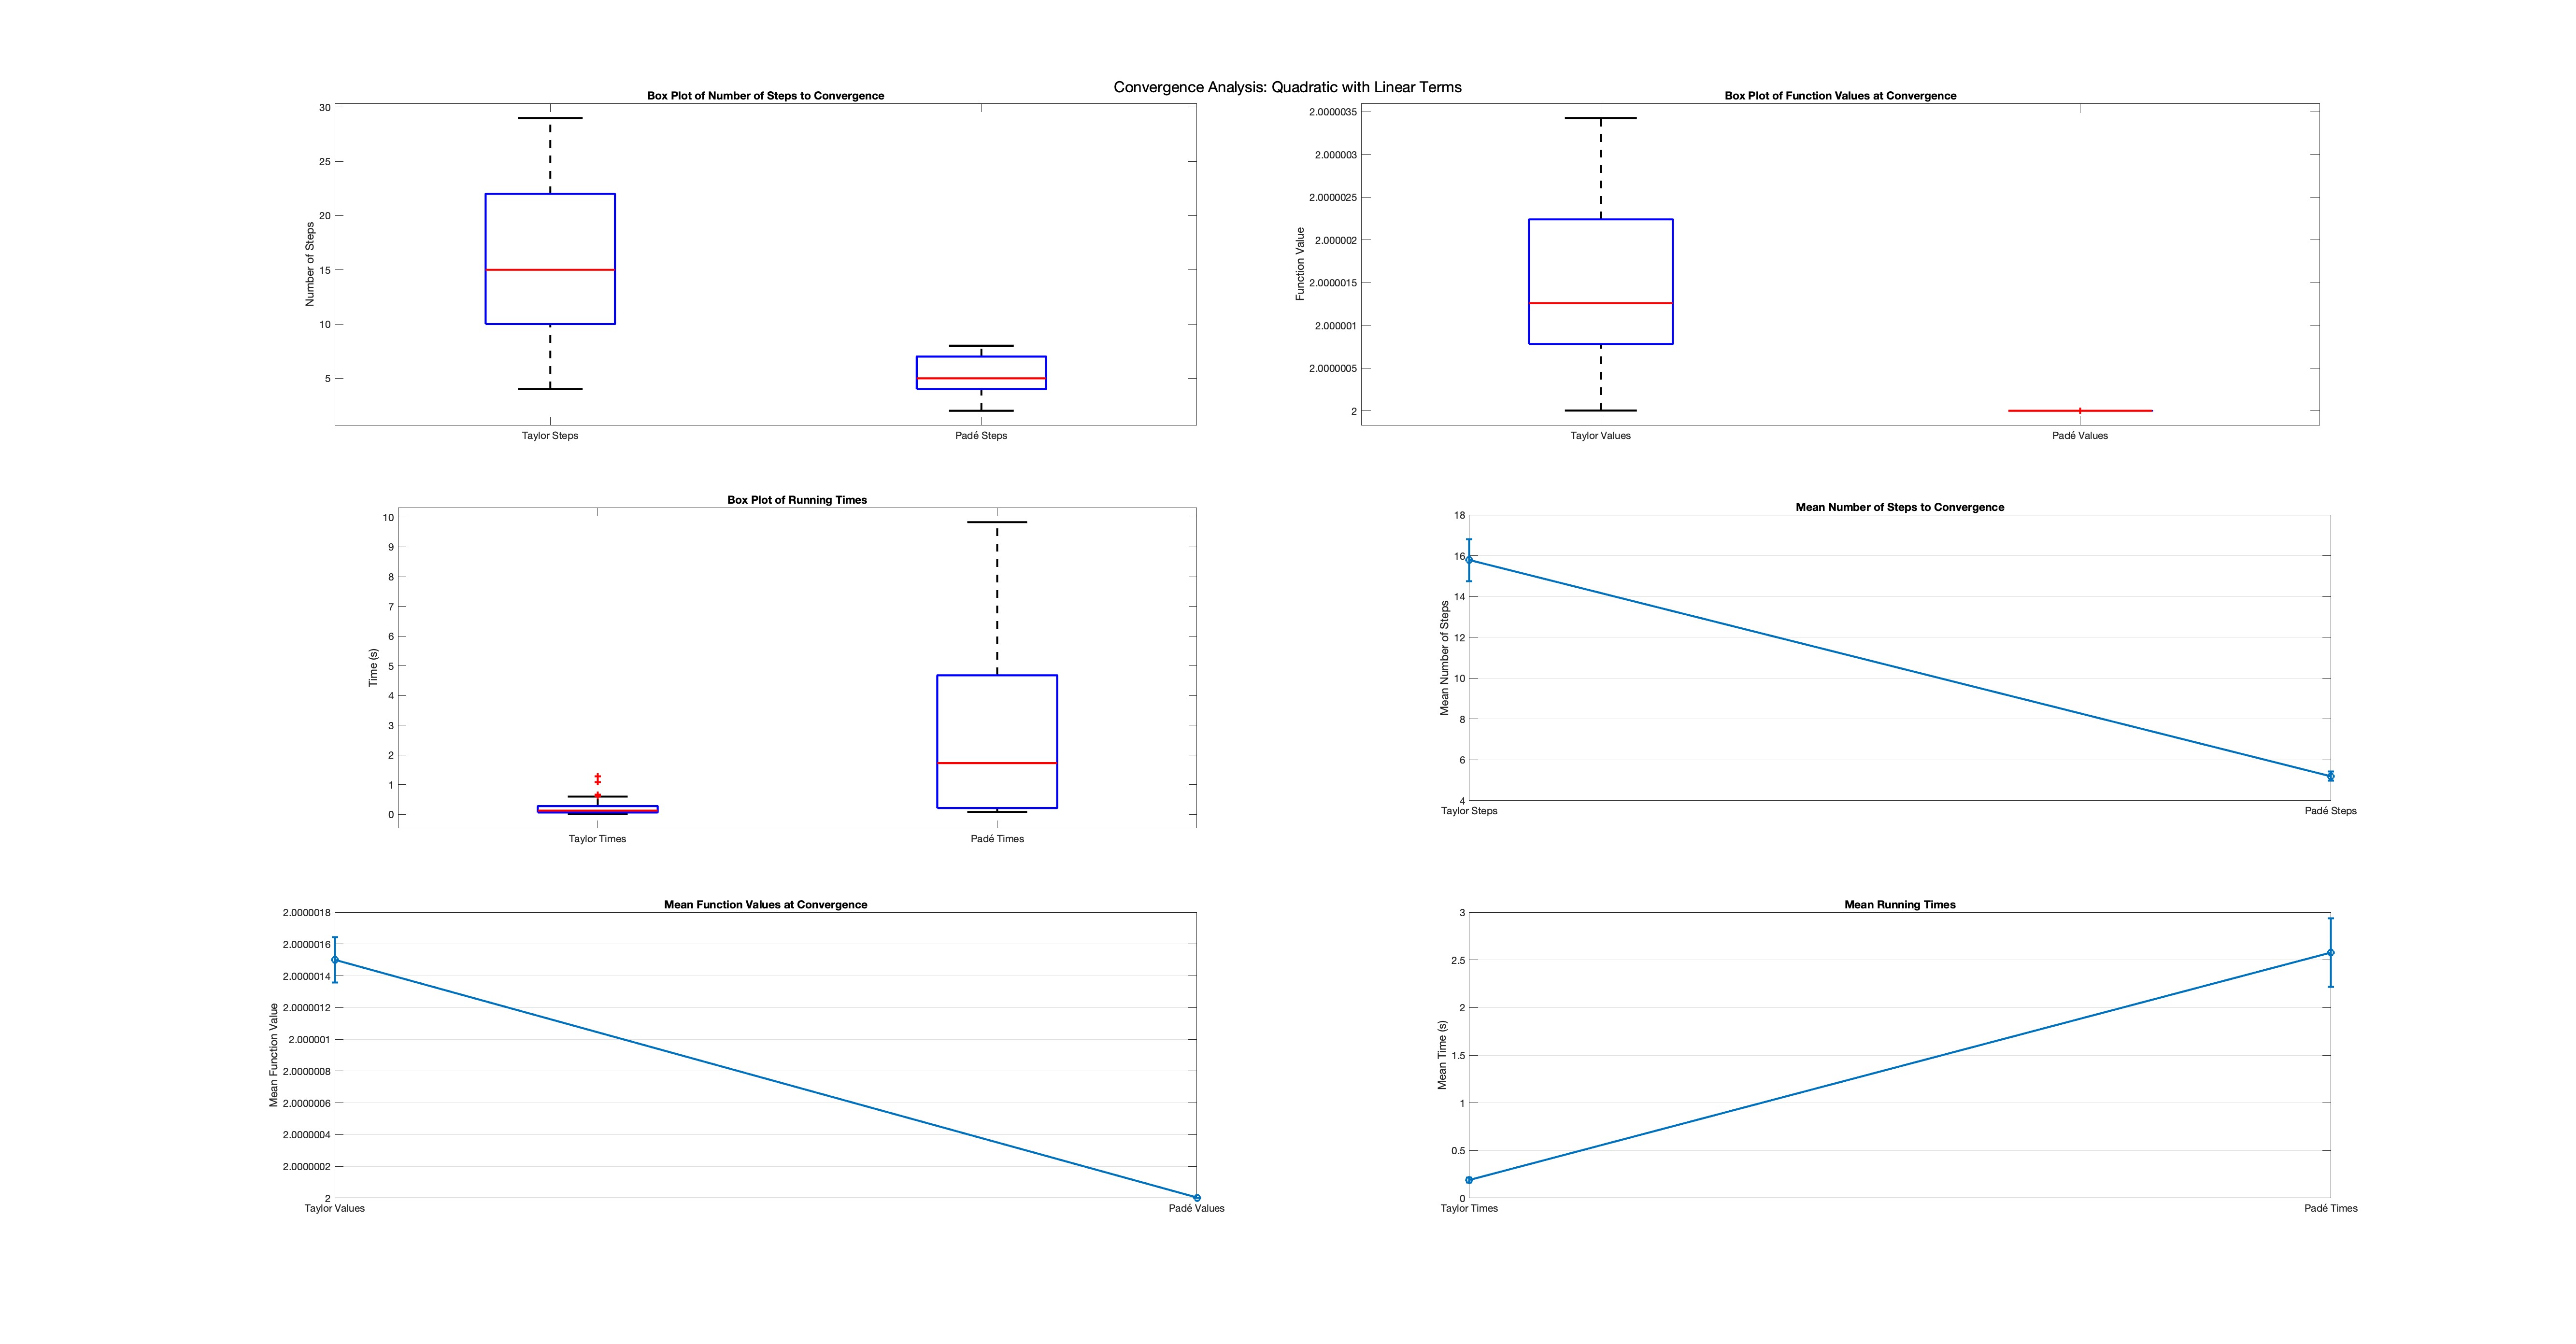 Convergence Analysis: Quadratic with Linear Terms
Box Plot of Number of Steps to Convergence
Number of Steps
30
25
20
15
10
5
Taylor Steps
Padé Steps
Box Plot of Function Values at Convergence
Function Value
2.0000035
2.000003
2.0000025
2.000002
2.0000015
2.000001
2.0000005
2
Taylor Values
Padé Values
Box Plot of Running Times
Time (s)
10
9
8
7
6
5
4
3
2
1
0
Taylor Times
Padé Times
Mean Number of Steps to Convergence
Mean Number of Steps
18
16
14
12
10
8
6
4
Taylor Steps
Padé Steps
Mean Function Values at Convergence
Mean Function Value
2.0000018
2.0000016
2.0000014
2.0000012
2.000001
2.0000008
2.0000006
2.0000004
2.0000002
2
Taylor Values
Padé Values
Mean Running Times
Mean Time (s)
3
2.5
2
1.5
1
0.5
0
Taylor Times
Padé Times